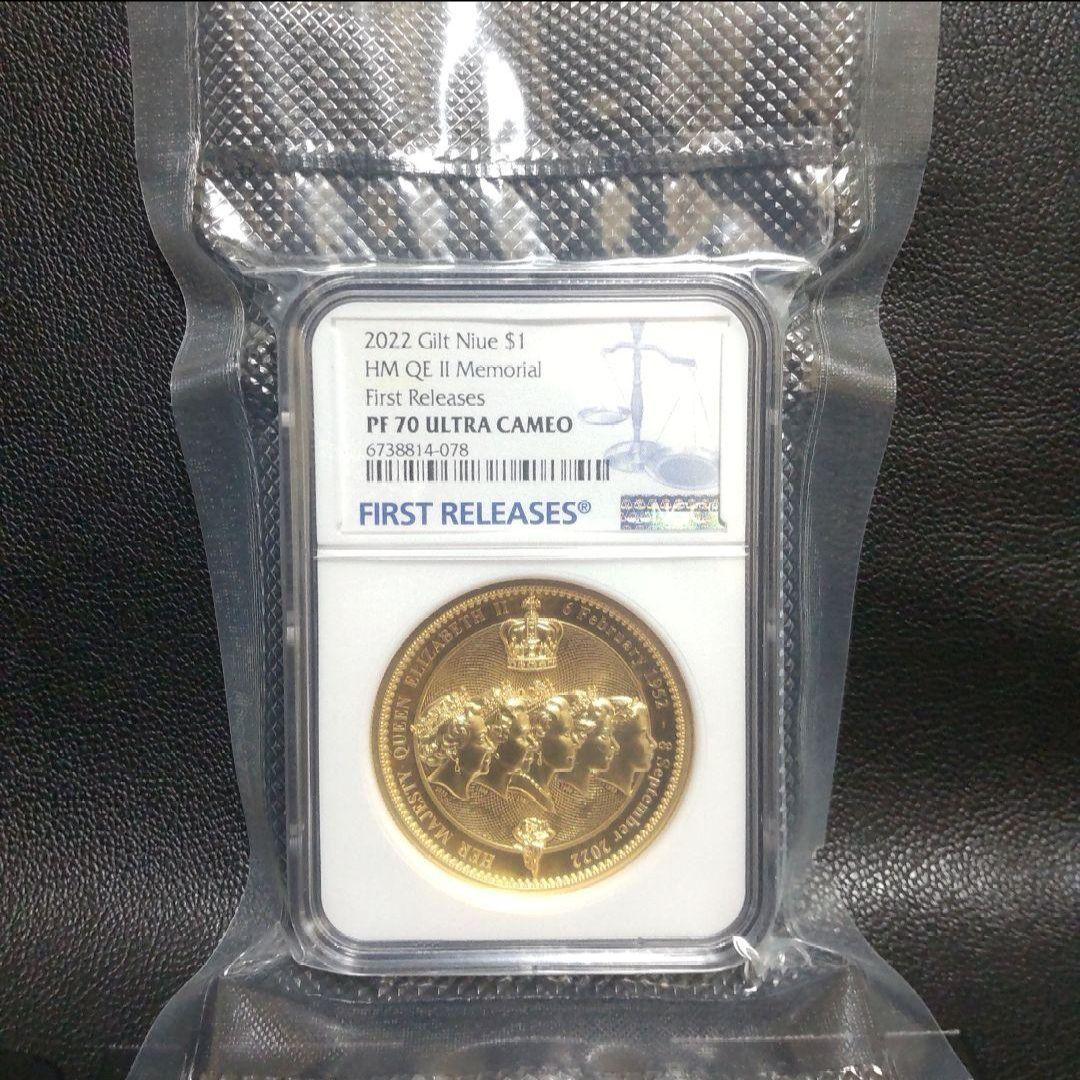 2022 Gilt Niue $1
HM QE II Memorial
First Releases
PF 70 ULTRA CAMEO
6738814-078
FIRST RELEASES®
HER MAJESTY QUEEN ELIZABETH II 6 February 1952 - 8 September 2022